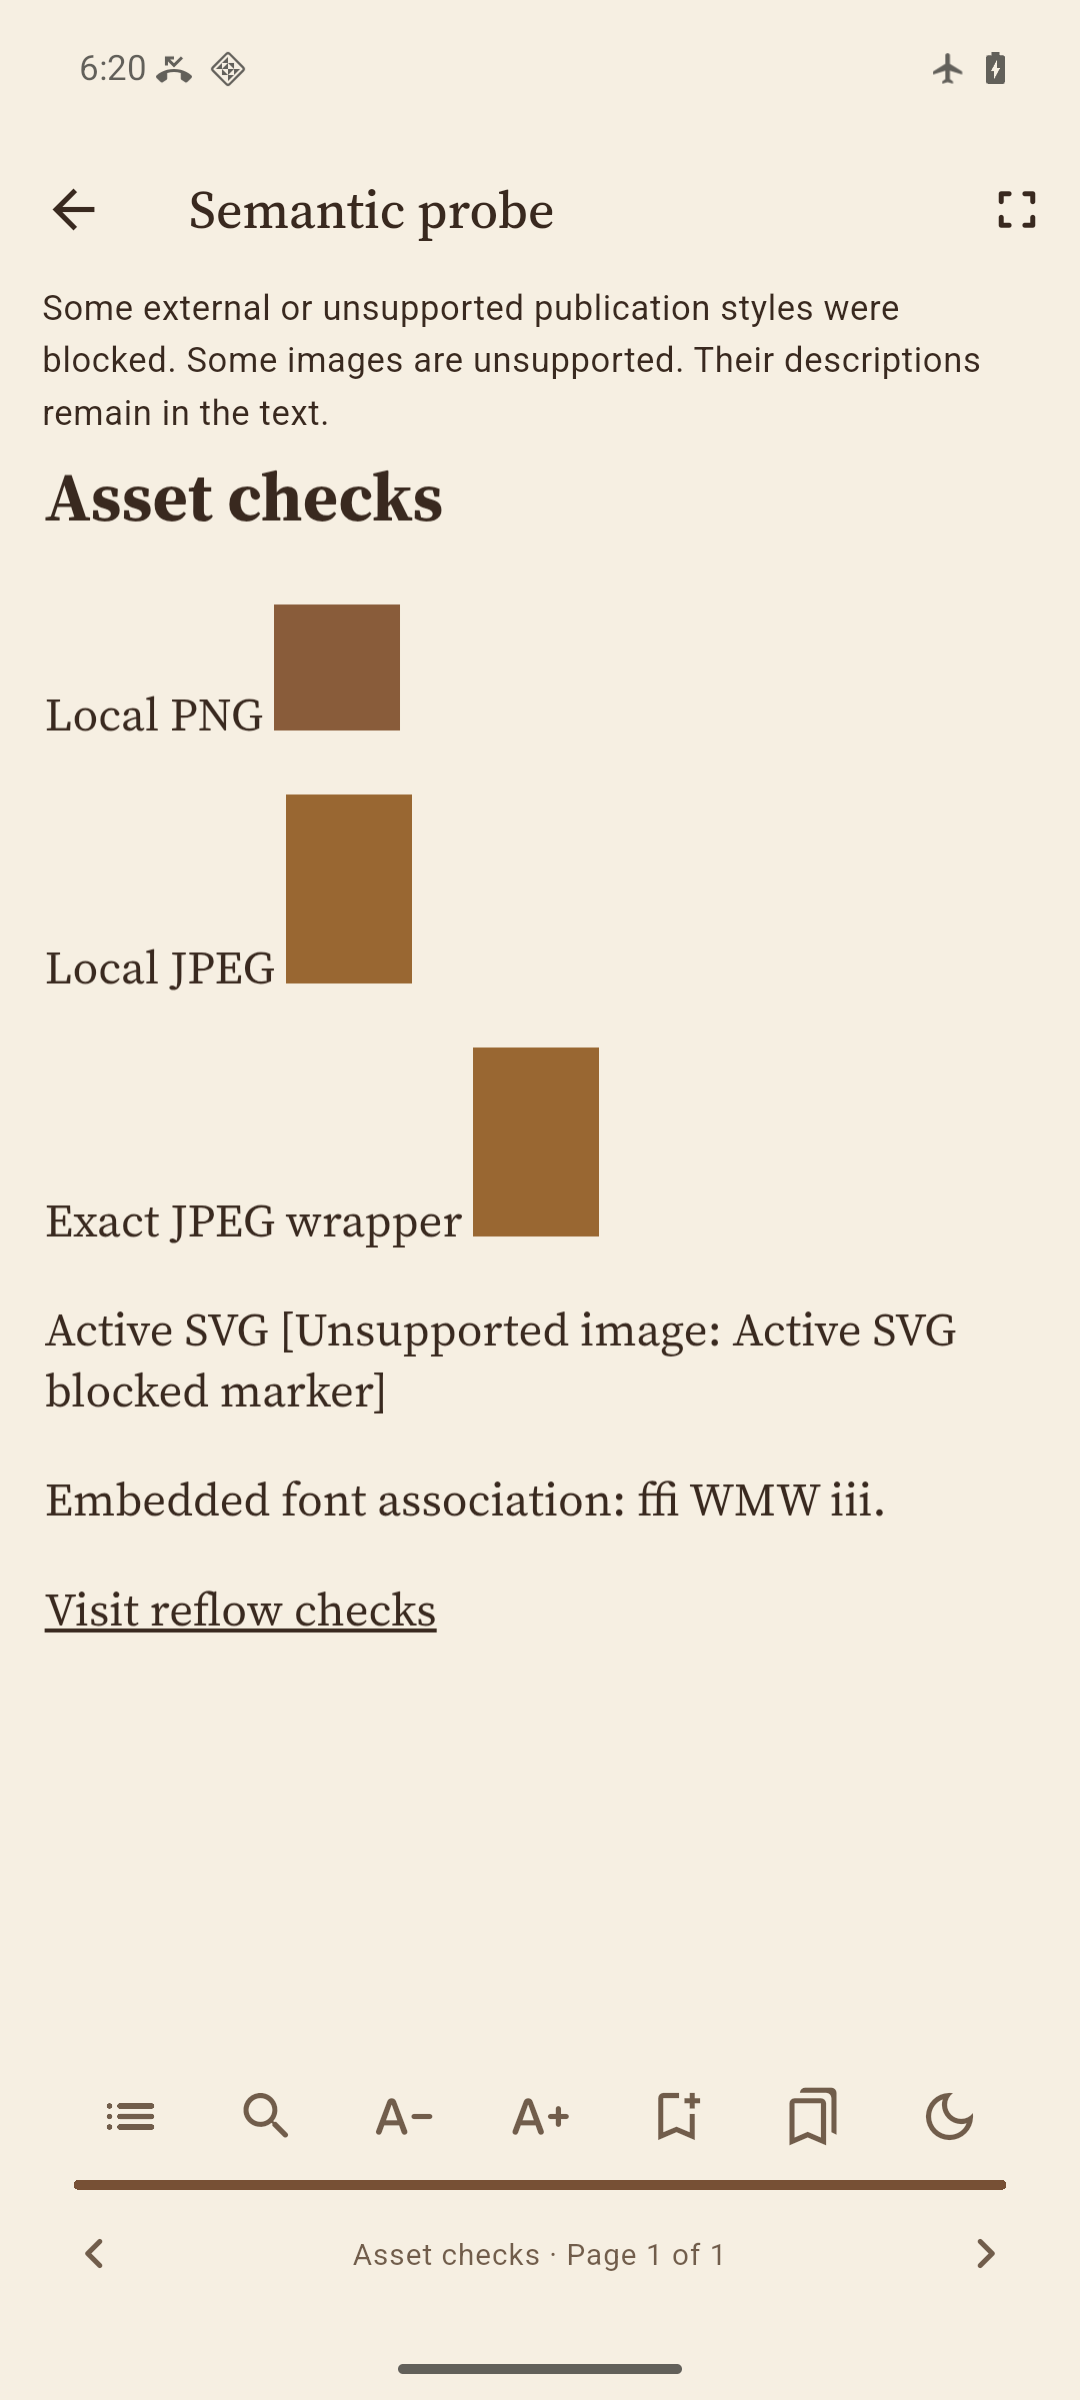 6:20
Semantic probe
Some external or unsupported publication styles were
blocked. Some images are unsupported. Their descriptions
remain in the text.
Asset checks
Local PNG
Local JPEG
Exact JPEG wrapper
Active SVG [Unsupported image: Active SVG
blocked marker]
Embedded font association: ffi WMW iii.
Visit reflow checks
A− A+
Asset checks · Page 1 of 1